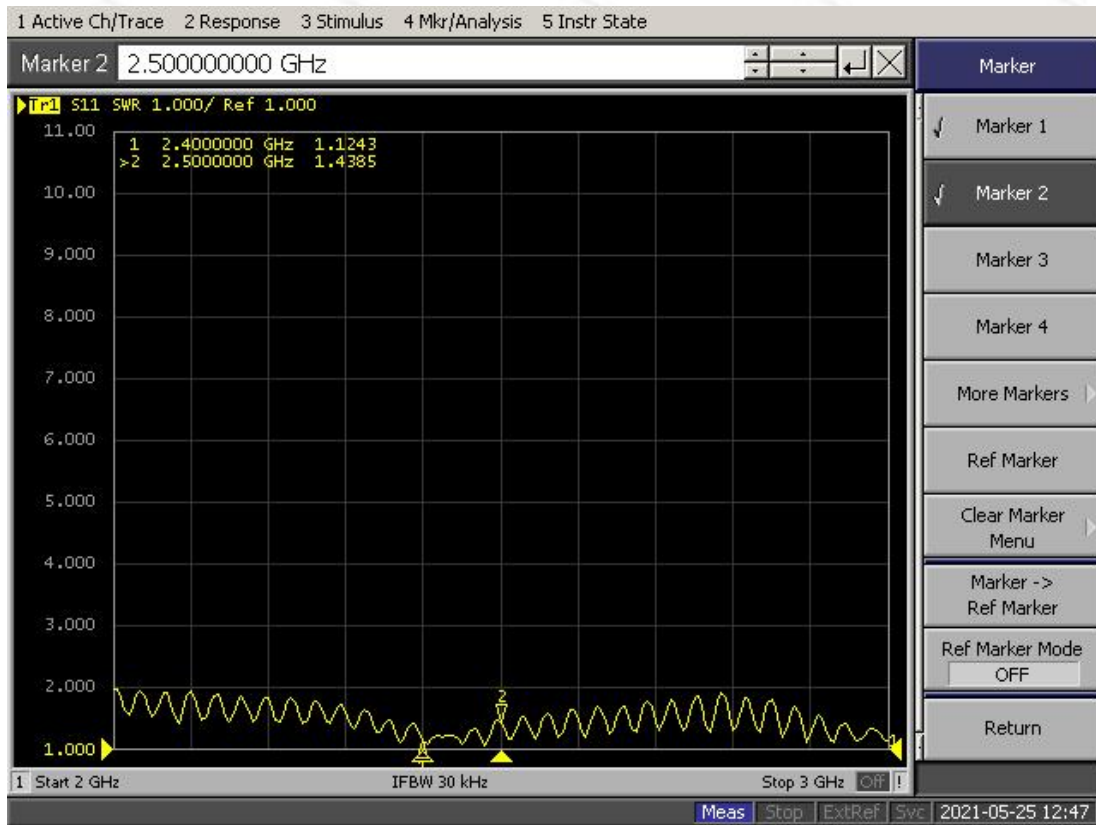 1 Active Ch/Trace 2 Response 3 Stimulus 4 Mkr/Analysis 5 Instr State
Marker 2 2.500000000 GHz
Marker
Tr1 S11 SWR 1.000/ Ref 1.000
11.00
1 2.4000000 GHz 1.1243
>2 2.5000000 GHz 1.4385
10.00
9.000
8.000
7.000
6.000
5.000
4.000
3.000
2.000
1.000
2
1
1 Start 2 GHz IFBW 30 kHz Stop 3 GHz Off !
Marker 1
Marker 2
Marker 3
Marker 4
More Markers
Ref Marker
Clear Marker
Menu
Marker ->
Ref Marker
Ref Marker Mode
OFF
Return
Meas Stop ExtRef Svc 2021-05-25 12:47